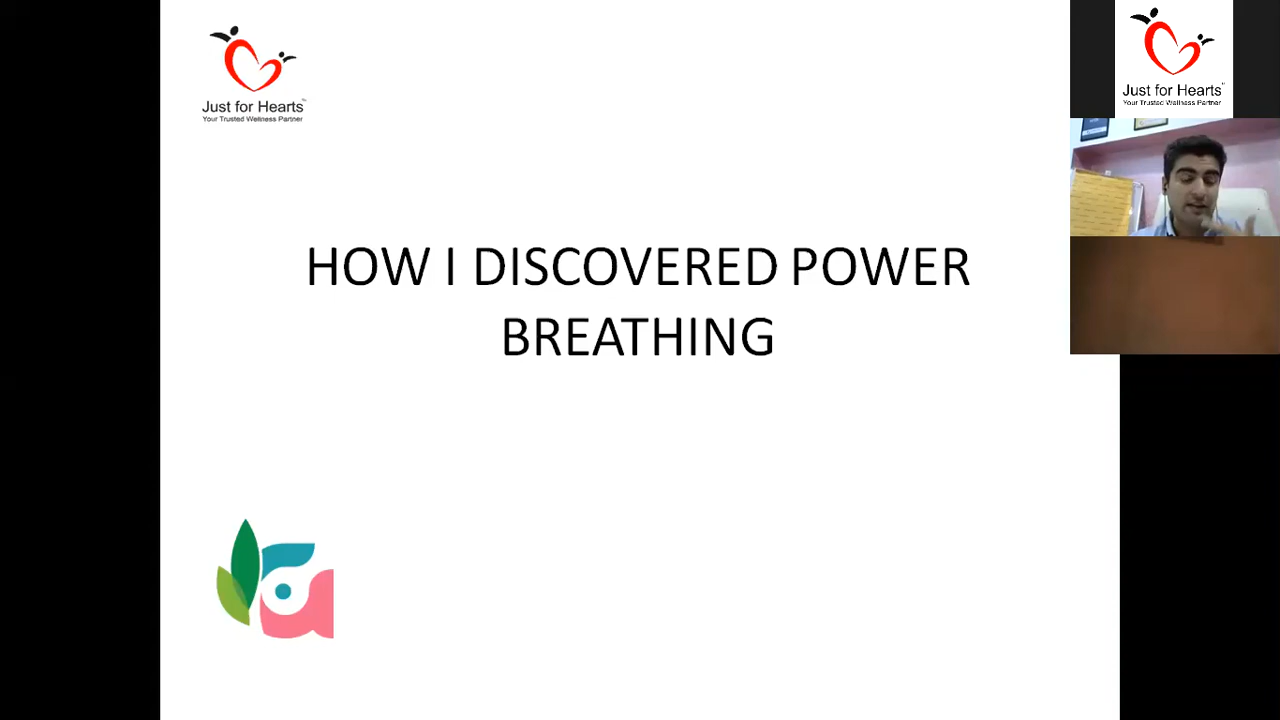 Just for Hearts
Your Trusted Wellness Partner
HOW I DISCOVERED POWER
BREATHING
Just for Hearts
Your Trusted Wellness Partner